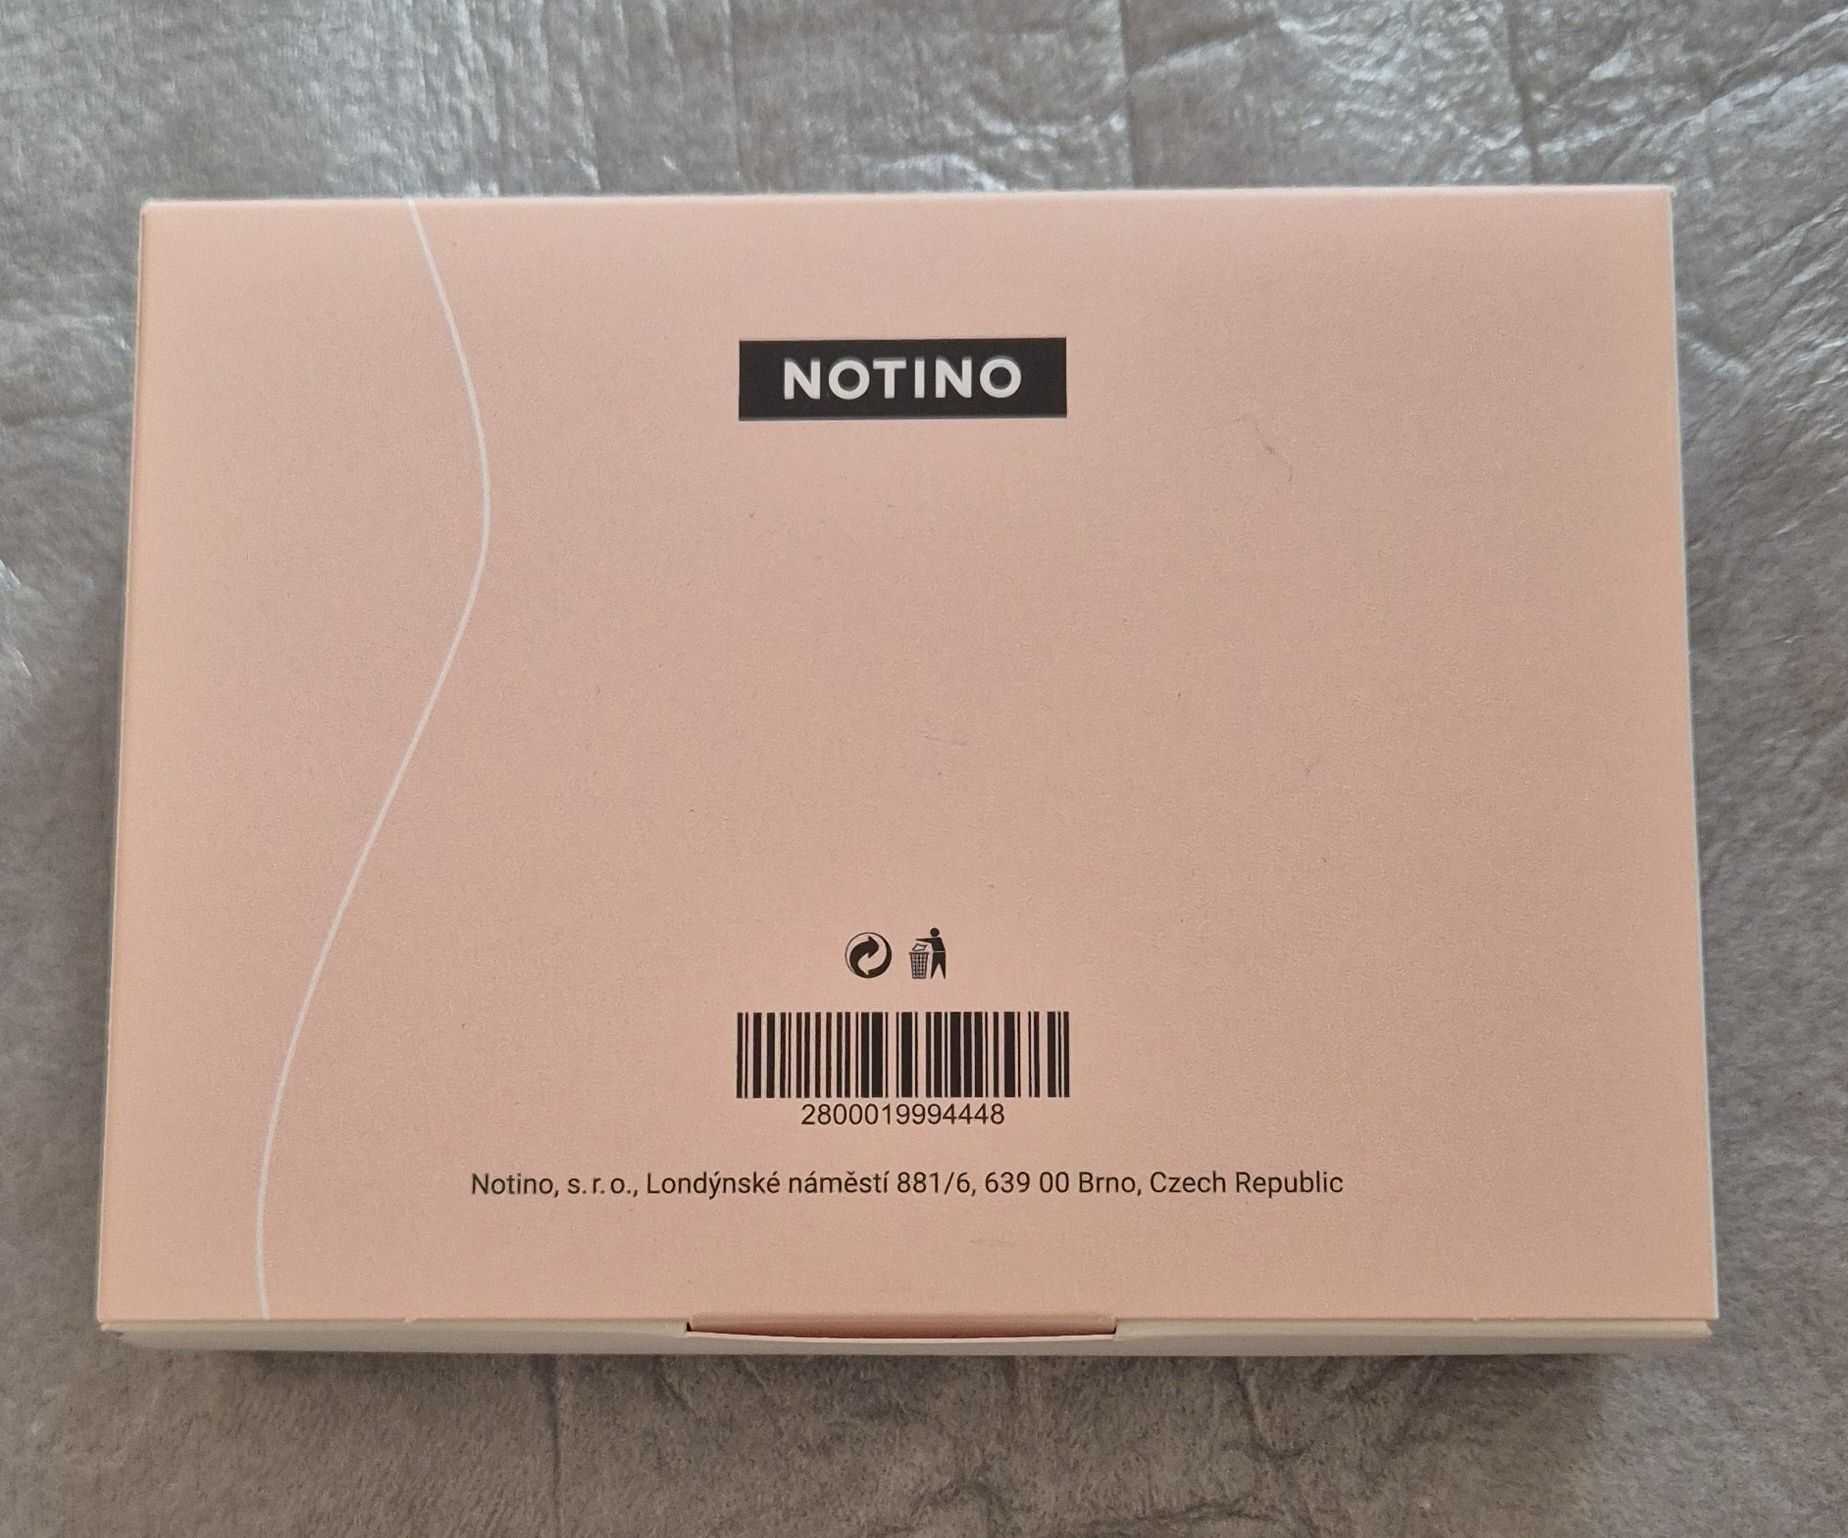 NOTINO
2800019994448
Notino, s. r. o., Londýnské náměstí 881/6, 639 00 Brno, Czech Republic